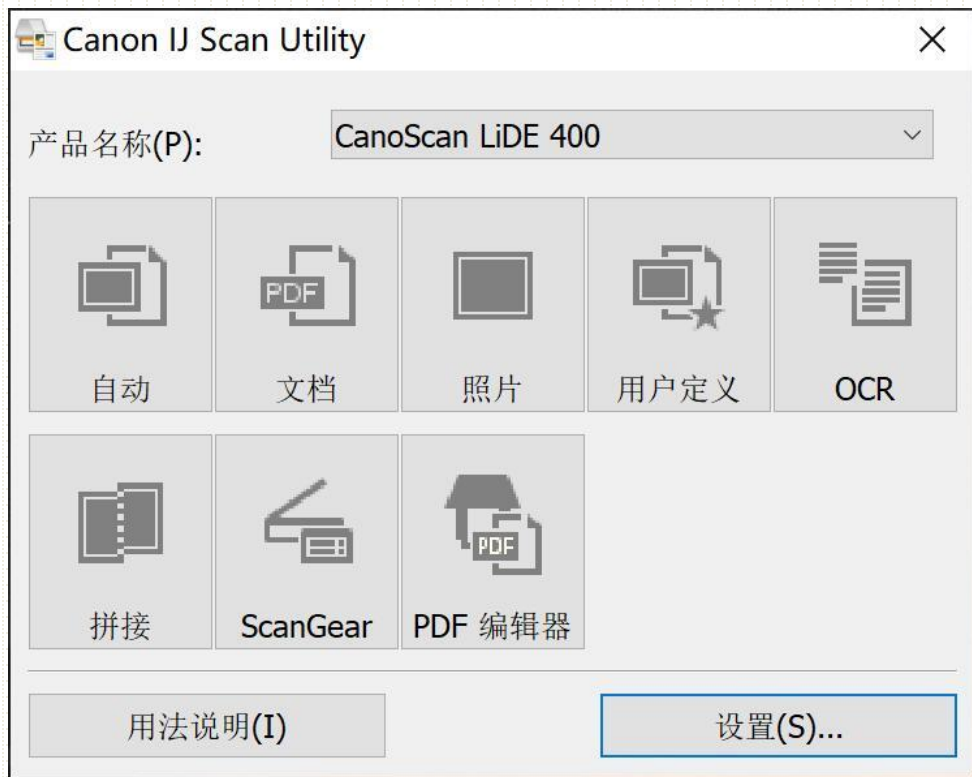 Canon IJ Scan Utility
产品名称(P):
CanoScan LiDE 400
自动
PDF
文档
照片
用户定义
OCR
拼接
ScanGear
PDF
PDF 编辑器
用法说明(I)
设置(S)...